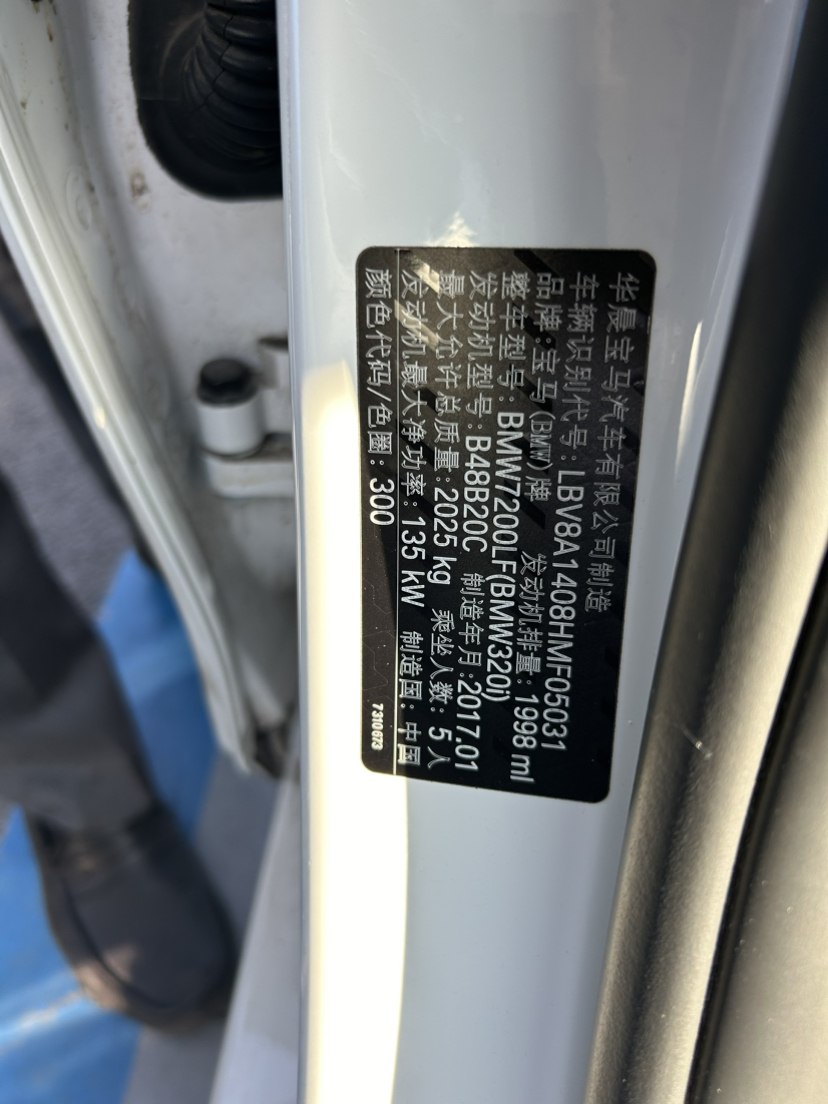 华晨宝马汽车有限公司制造
车辆识别代号:LBV8A1408HMF05031
品牌:宝马(BMW)牌 发动机排量:1998 ml
整车型号:BMW7200LF(BMW320i)
发动机型号:B48B20C 制造年月:2017.01
最大允许总质量:2025 kg 乘坐人数:5人
发动机最大净功率:135 kW 制造国:中国
颜色代码/色圈:300
7310673